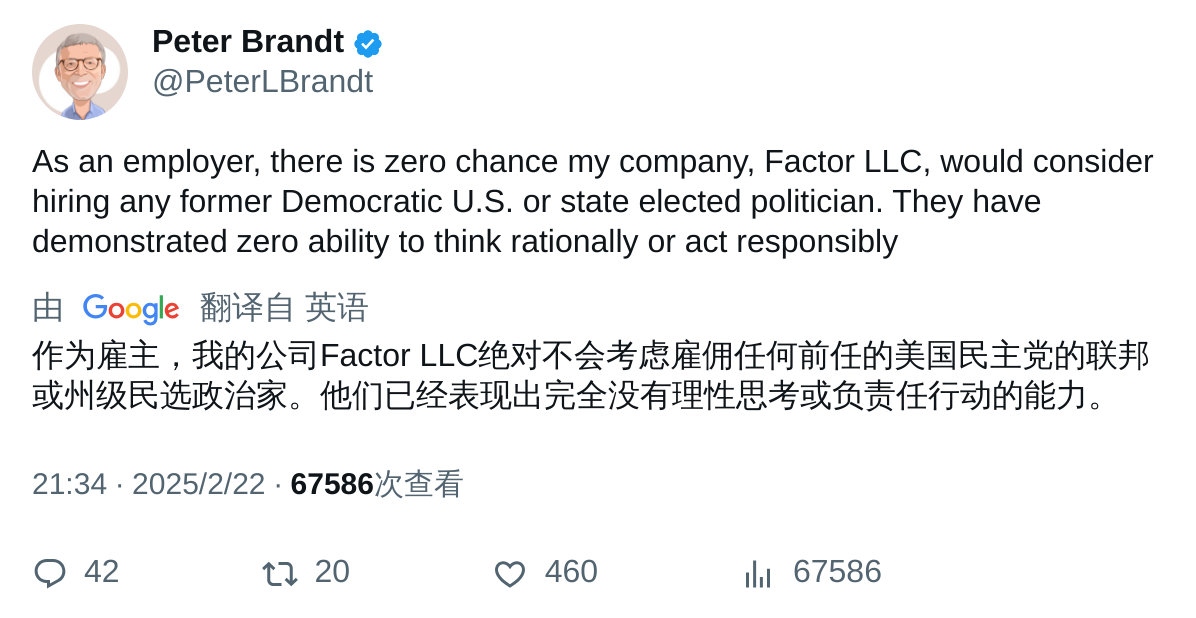 Peter Brandt
@PeterLBrandt
As an employer, there is zero chance my company, Factor LLC, would consider
hiring any former Democratic U.S. or state elected politician. They have
demonstrated zero ability to think rationally or act responsibly
由 Google 翻译自 英语
作为雇主，我的公司Factor LLC绝对不会考虑雇佣任何前任的美国民主党的联邦
或州级民选政治家。他们已经表现出完全没有理性思考或负责任行动的能力。
21:34 · 2025/2/22 · 67586次查看
42 20 460 67586